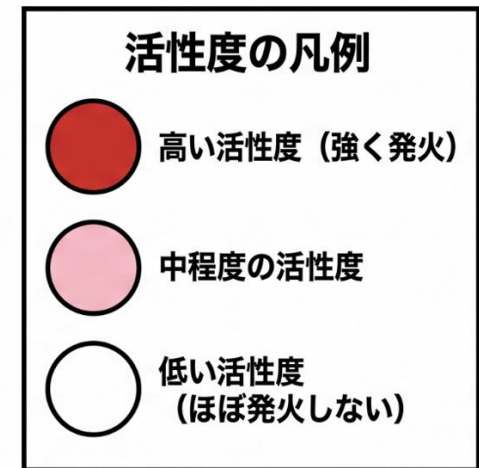 活性度の凡例
高い活性度（強く発火）
中程度の活性度
低い活性度
（ほぼ発火しない）